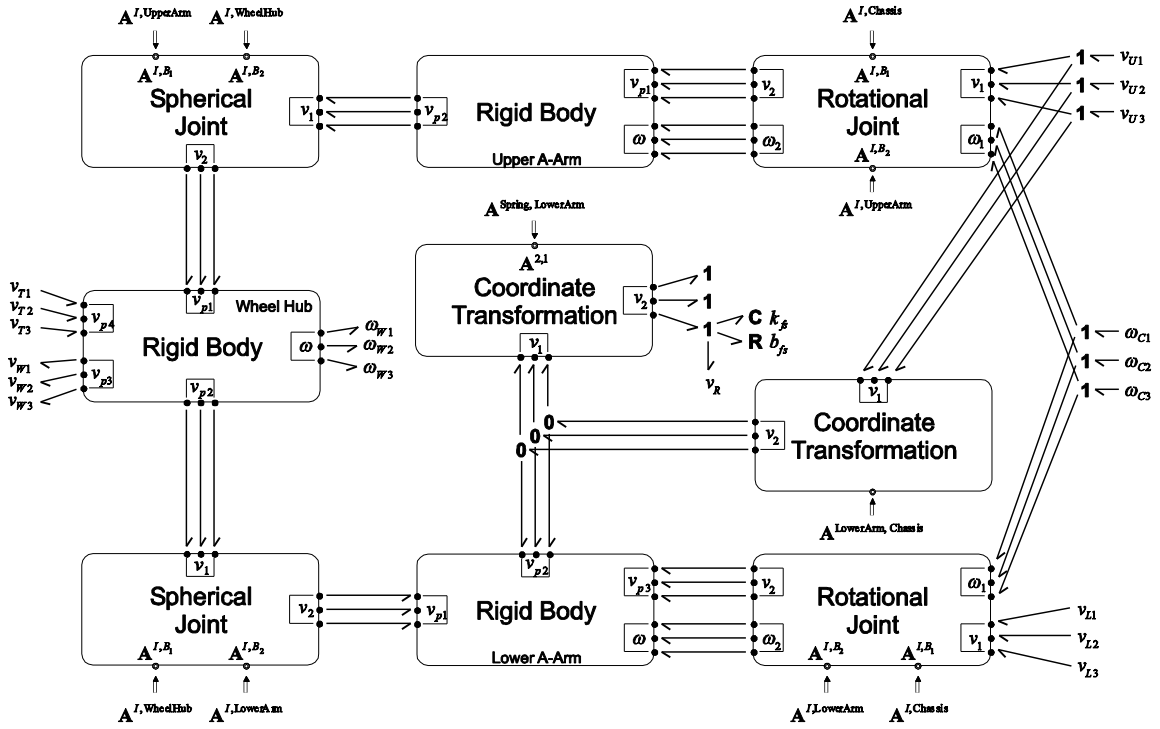 A^{I,UpperArm} A^{I,WheelHub} A^{I,Chassis}
A^{I,B_1} A^{I,B_2} A^{I,B_1}
Spherical Joint
v_1
v_2
v_{p2}
Rigid Body
Upper A-Arm
v_{p1}
ω
v_2
ω_2
Rotational Joint
v_1
ω_1
A^{I,B_2}
A^{I,UpperArm}
1 v_{U1}
1 v_{U2}
1 v_{U3}
A^{Spring, LowerArm}
A^{2,1}
Coordinate Transformation
v_1
v_2
1
1
1
C k_{fs}
R b_{fs}
v_R
v_{T1}
v_{T2}
v_{T3}
v_{W1}
v_{W2}
v_{W3}
v_{p4}
v_{p3}
v_{p1}
Wheel Hub
Rigid Body
v_{p2}
ω
ω_{W1}
ω_{W2}
ω_{W3}
0
0
0
v_1
v_2
Coordinate Transformation
A^{LowerArm, Chassis}
1 ω_{C1}
1 ω_{C2}
1 ω_{C3}
v_1
Spherical Joint
v_2
A^{I,B_1} A^{I,B_2}
A^{I,WheelHub} A^{I,LowerArm}
v_{p2}
v_{p1}
Rigid Body
Lower A-Arm
v_{p3}
ω
v_2
ω_2
Rotational Joint
ω_1
v_1
A^{I,B_2} A^{I,B_1}
A^{I,LowerArm} A^{I,Chassis}
v_{L1}
v_{L2}
v_{L3}